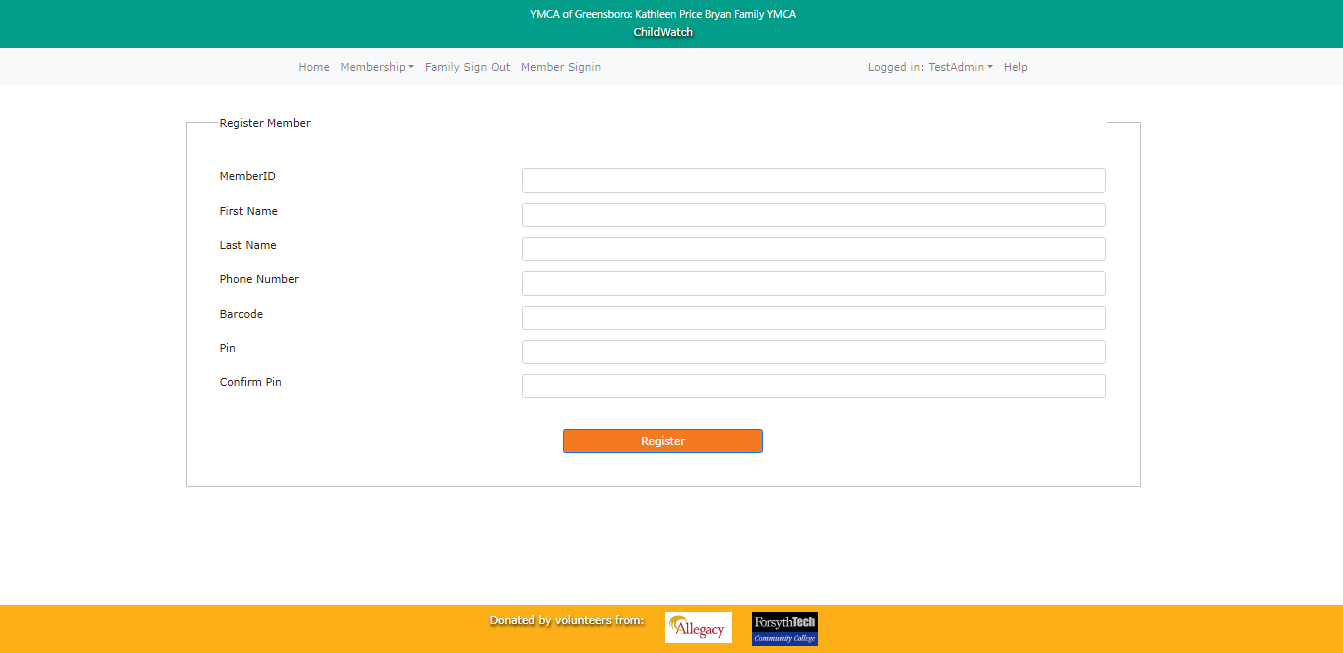 YMCA of Greensboro: Kathleen Price Bryan Family YMCA
ChildWatch
Home Membership Family Sign Out Member Signin Logged in: TestAdmin Help
Register Member
MemberID
First Name
Last Name
Phone Number
Barcode
Pin
Confirm Pin
Register
Donated by volunteers from:
Allegacy
ForsythTech
Community College